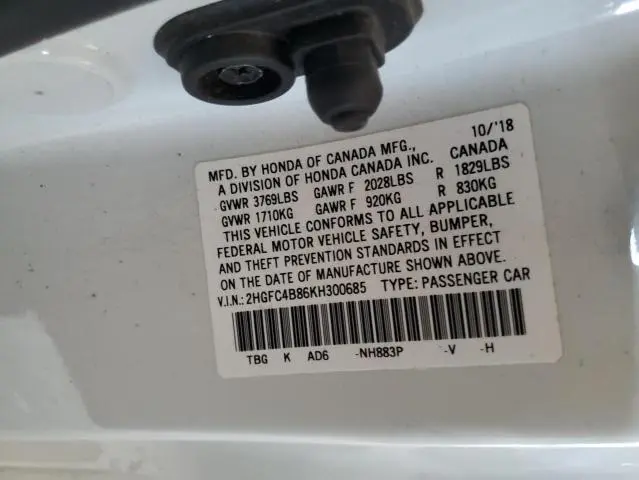 10/'18
MFD. BY HONDA OF CANADA MFG.,
A DIVISION OF HONDA CANADA INC. CANADA
GVWR 3769LBS GAWR F 2028LBS R 1829LBS
GVWR 1710KG GAWR F 920KG R 830KG
THIS VEHICLE CONFORMS TO ALL APPLICABLE
FEDERAL MOTOR VEHICLE SAFETY, BUMPER,
AND THEFT PREVENTION STANDARDS IN EFFECT
ON THE DATE OF MANUFACTURE SHOWN ABOVE.
V.I.N.: 2HGFC4B86KH300685 TYPE: PASSENGER CAR
TBG K AD6 -NH883P -V -H